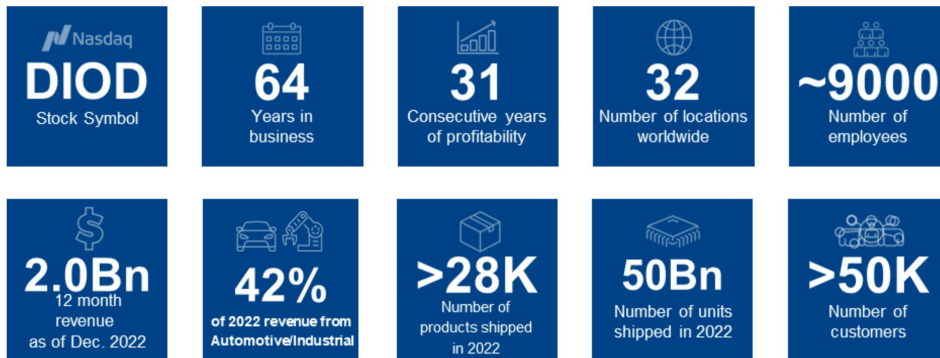 Nasdaq
DIOD
Stock Symbol
64
Years in
business
31
Consecutive years
of profitability
32
Number of locations
worldwide
~9000
Number of
employees
2.0Bn
12 month
revenue
as of Dec. 2022
42%
of 2022 revenue from
Automotive/Industrial
>28K
Number of
products shipped
in 2022
50Bn
Number of units
shipped in 2022
>50K
Number of
customers